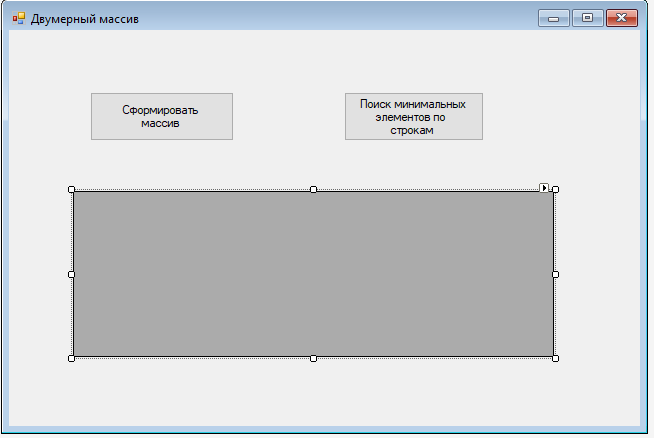 Двумерный массив
Сформировать
массив
Поиск минимальных
элементов по
строкам